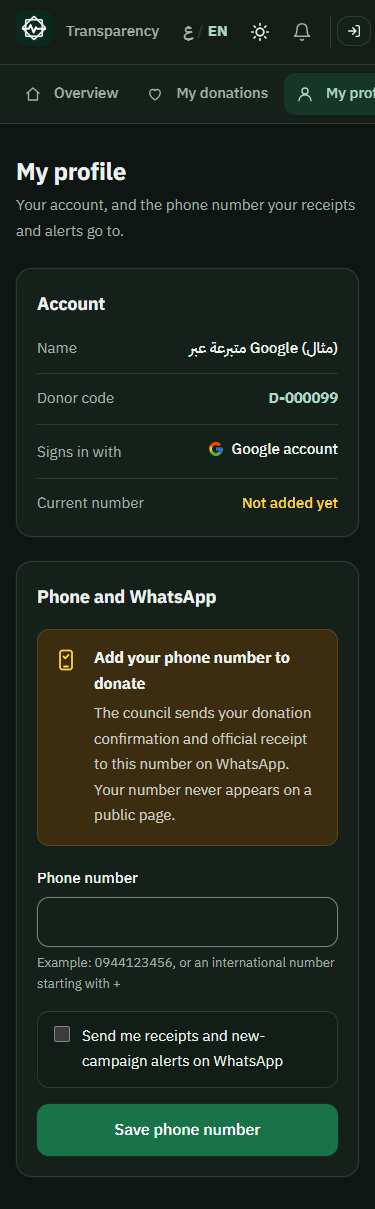 Transparency ع / EN
Overview My donations My prof
My profile
Your account, and the phone number your receipts
and alerts go to.
Account
Name متبرعة عبر Google (مثال)
Donor code D-000099
Signs in with Google account
Current number Not added yet
Phone and WhatsApp
Add your phone number to
donate
The council sends your donation
confirmation and official receipt
to this number on WhatsApp.
Your number never appears on a
public page.
Phone number
Example: 0944123456, or an international number
starting with +
Send me receipts and new-
campaign alerts on WhatsApp
Save phone number